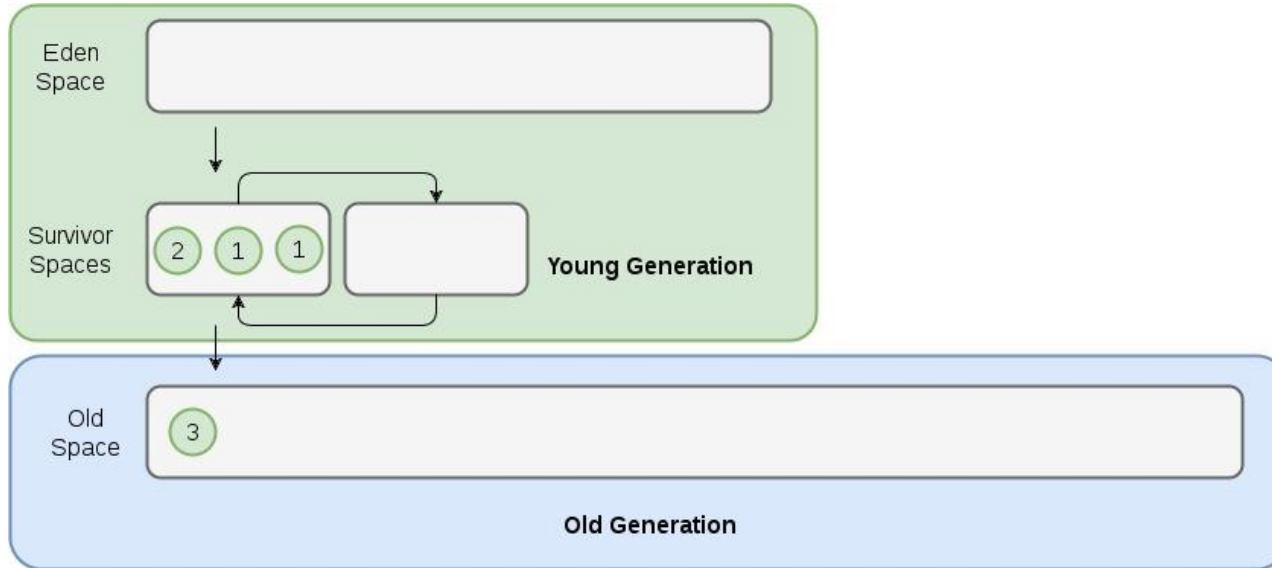 Eden
Space
Survivor
Spaces
2 1 1
Young Generation
Old
Space
3
Old Generation